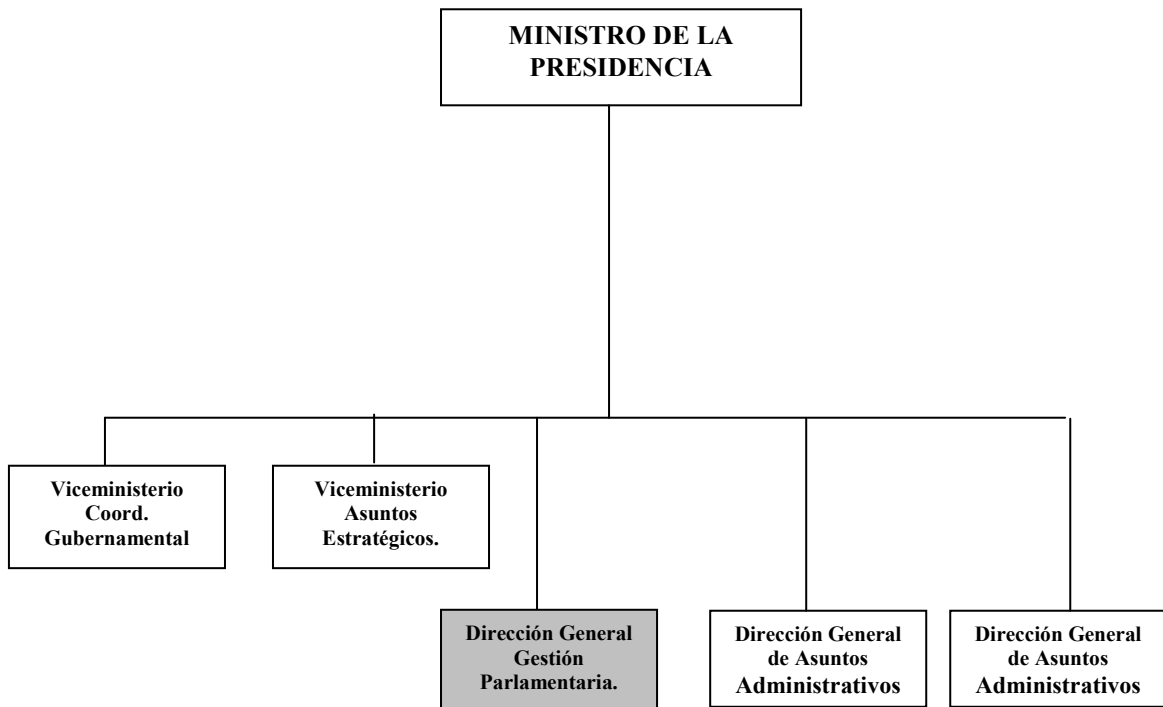 MINISTRO DE LA
PRESIDENCIA
Viceministerio
Coord.
Gubernamental
Viceministerio
Asuntos
Estratégicos.
Dirección General
Gestión
Parlamentaria.
Dirección General
de Asuntos
Administrativos
Dirección General
de Asuntos
Administrativos